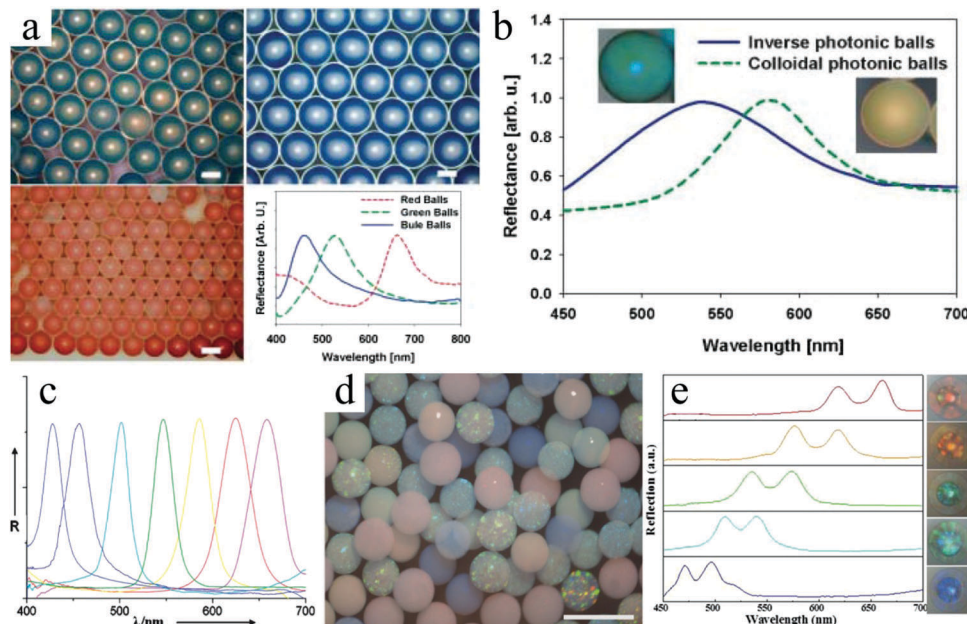 a
Red Balls
Green Balls
Bule Balls
Reflectance [Arb. U.]
400 500 600 700 800
Wavelength [nm]
b
Inverse photonic balls
Colloidal photonic balls
Reflectance [arb. u.]
1.4
1.2
1.0
0.8
0.6
0.4
0.2
0.0
450 500 550 600 650 700
Wavelength [nm]
c
R
400 500 600 700
λ/nm
d
e
Reflection (a.u.)
450 500 550 600 650 700
Wavelength (nm)